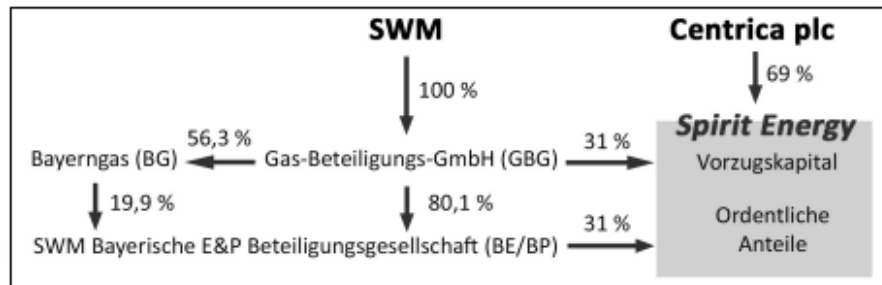 SWM Centrica plc
100 % 69 %
56,3 % 31 % Spirit Energy
Bayerngas (BG) Gas-Beteiligungs-GmbH (GBG) Vorzugskapital
19,9 % 80,1 %
31 % Ordentliche
SWM Bayerische E&P Beteiligungsgesellschaft (BE/BP) Anteile